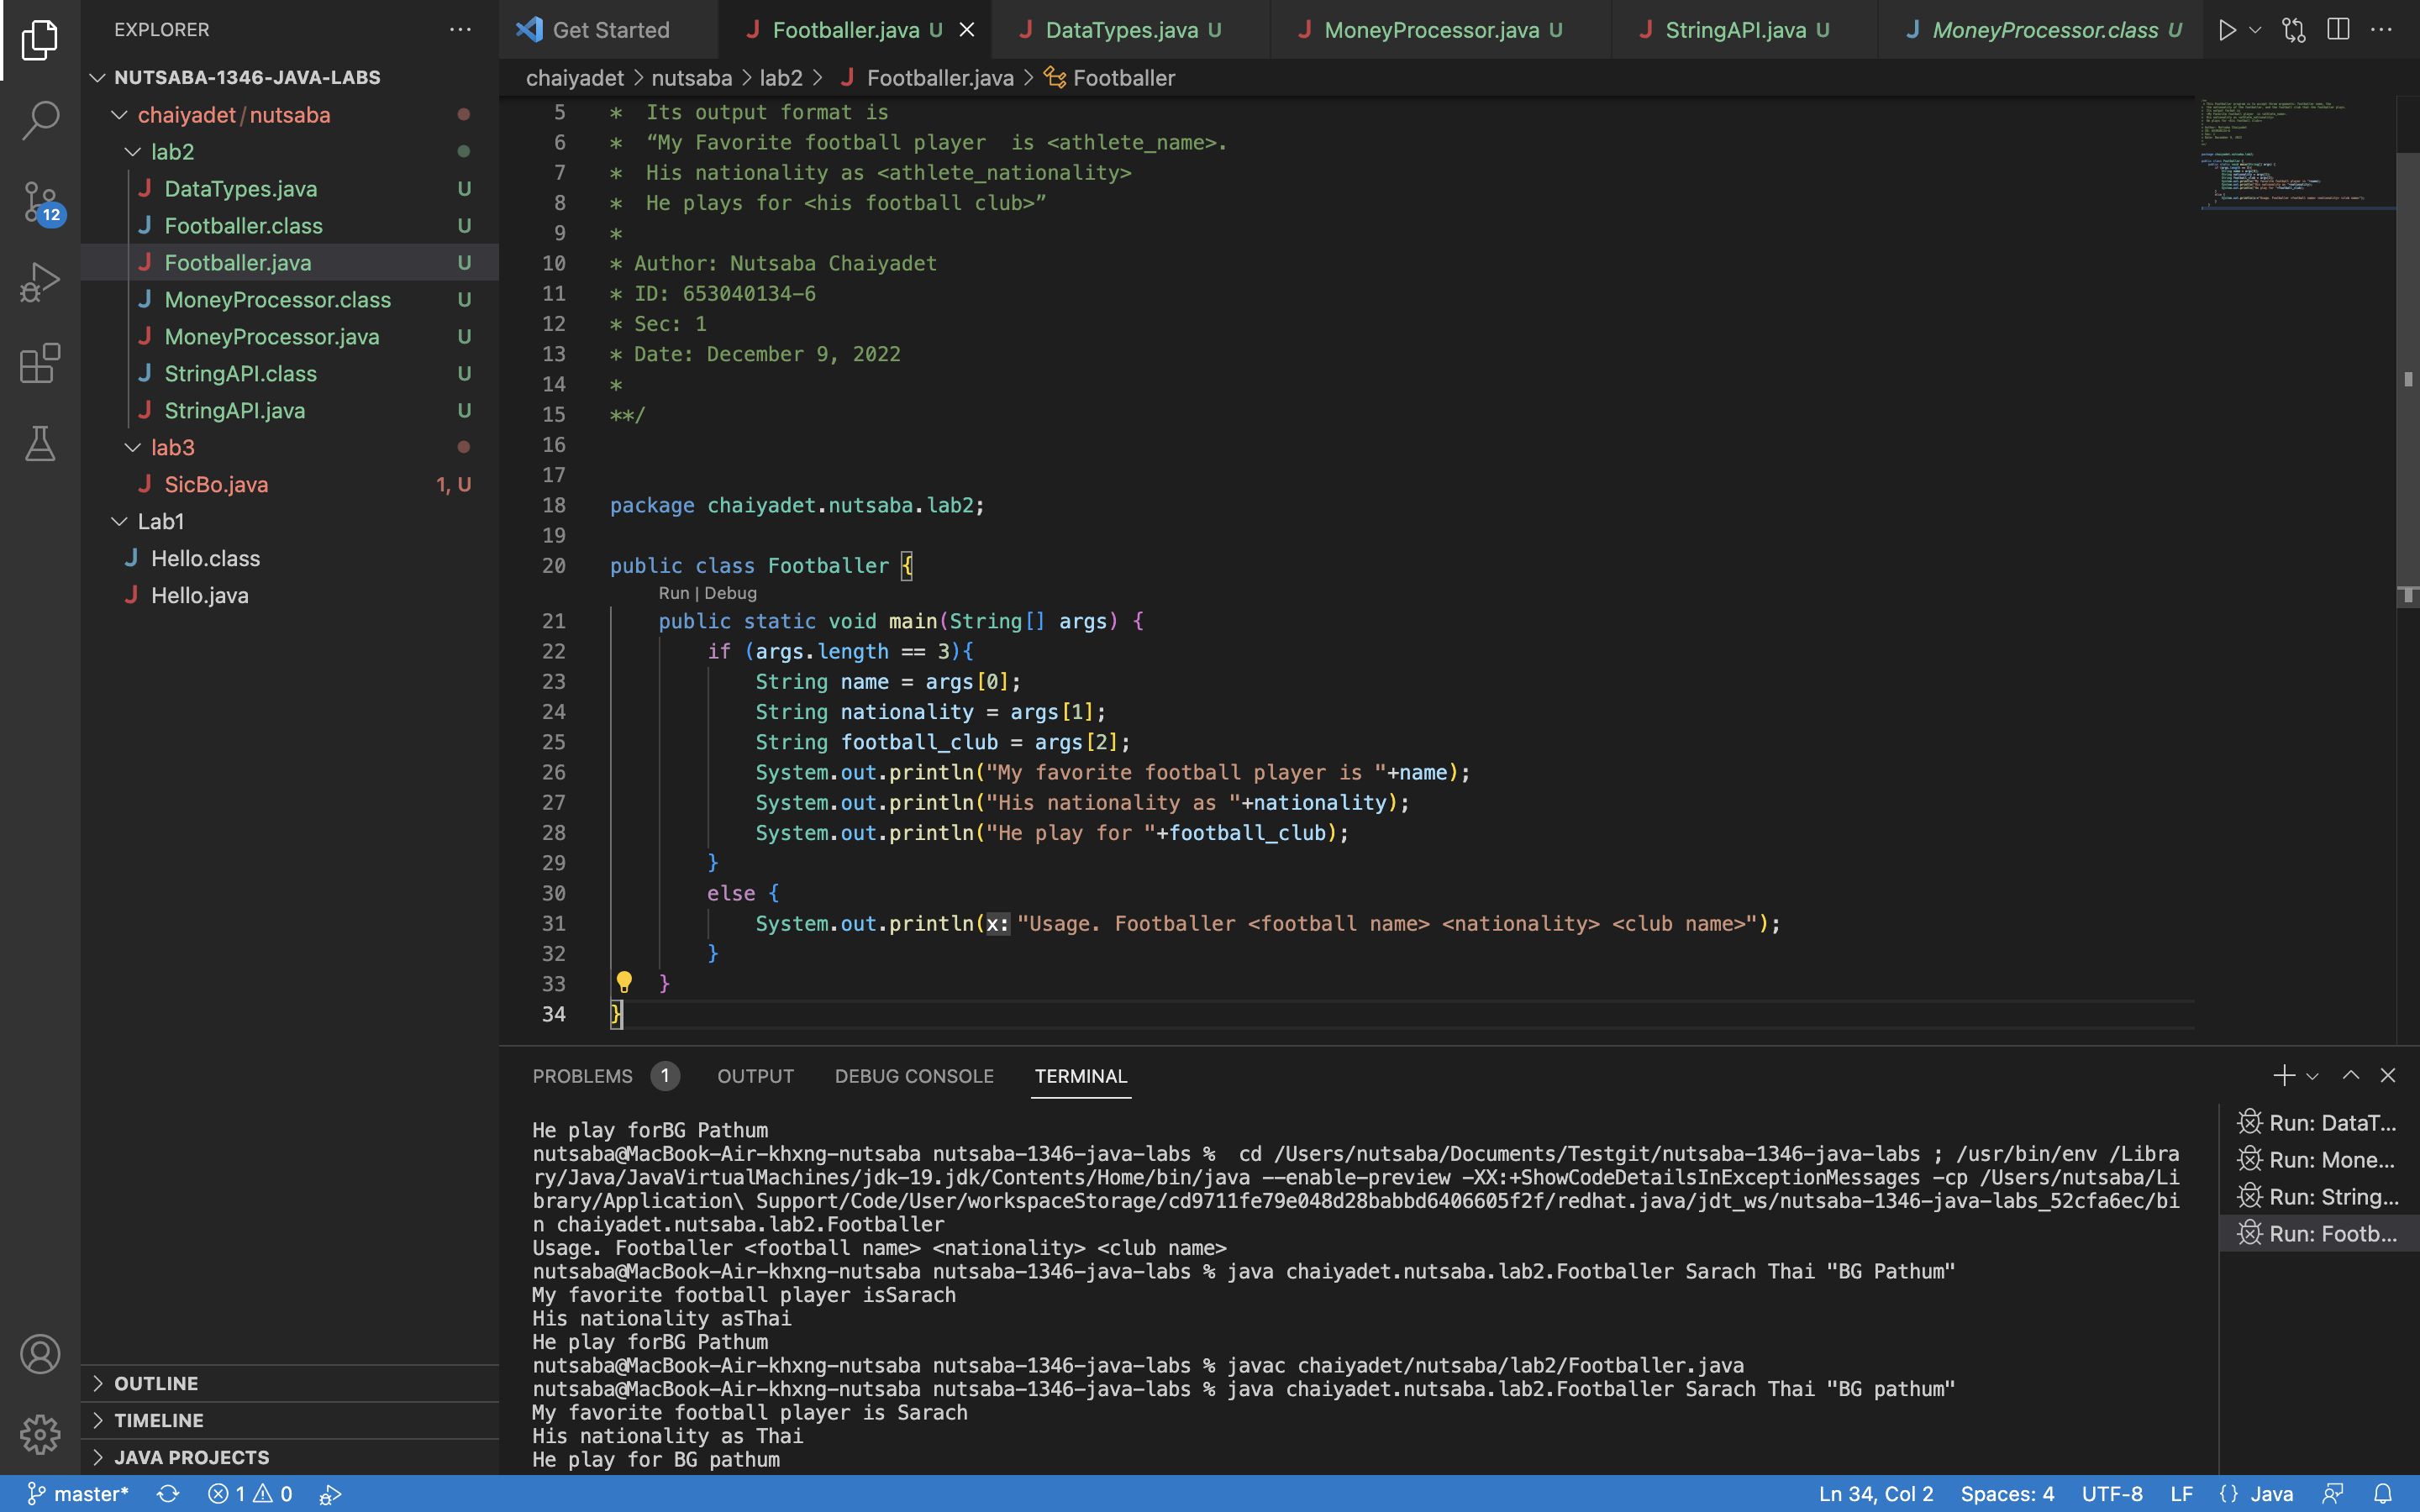 EXPLORER
Get Started
Footballer.java U
DataTypes.java U
MoneyProcessor.java U
StringAPI.java U
MoneyProcessor.class U
NUTSABA-1346-JAVA-LABS
chaiyadet/nutsaba
lab2
DataTypes.java U
Footballer.class U
Footballer.java U
MoneyProcessor.class U
MoneyProcessor.java U
StringAPI.class U
StringAPI.java U
lab3
SicBo.java 1, U
Lab1
Hello.class
Hello.java
12
OUTLINE
TIMELINE
JAVA PROJECTS
chaiyadet > nutsaba > lab2 > Footballer.java > Footballer
5 * Its output format is
6 * “My Favorite football player  is <athlete_name>.
7 * His nationality as <athlete_nationality>
8 * He plays for <his football club>”
9 *
10 * Author: Nutsaba Chaiyadet
11 * ID: 653040134-6
12 * Sec: 1
13 * Date: December 9, 2022
14 *
15 **/
16
17
18 package chaiyadet.nutsaba.lab2;
19
20 public class Footballer {
Run | Debug
21 public static void main(String[] args) {
22 if (args.length == 3){
23 String name = args[0];
24 String nationality = args[1];
25 String football_club = args[2];
26 System.out.println("My favorite football player is "+name);
27 System.out.println("His nationality as "+nationality);
28 System.out.println("He play for "+football_club);
29 }
30 else {
31 System.out.println(x: "Usage. Footballer <football name> <nationality> <club name>");
32 }
33 }
34 }
PROBLEMS 1 OUTPUT DEBUG CONSOLE TERMINAL
He play forBG Pathum
nutsaba@MacBook-Air-khxng-nutsaba nutsaba-1346-java-labs %  cd /Users/nutsaba/Documents/Testgit/nutsaba-1346-java-labs ; /usr/bin/env /Libra
ry/Java/JavaVirtualMachines/jdk-19.jdk/Contents/Home/bin/java --enable-preview -XX:+ShowCodeDetailsInExceptionMessages -cp /Users/nutsaba/Li
brary/Application\ Support/Code/User/workspaceStorage/cd9711fe79e048d28babbd6406605f2f/redhat.java/jdt_ws/nutsaba-1346-java-labs_52cfa6ec/bi
n chaiyadet.nutsaba.lab2.Footballer
Usage. Footballer <football name> <nationality> <club name>
nutsaba@MacBook-Air-khxng-nutsaba nutsaba-1346-java-labs % java chaiyadet.nutsaba.lab2.Footballer Sarach Thai "BG Pathum"
My favorite football player isSarach
His nationality asThai
He play forBG Pathum
nutsaba@MacBook-Air-khxng-nutsaba nutsaba-1346-java-labs % javac chaiyadet/nutsaba/lab2/Footballer.java
nutsaba@MacBook-Air-khxng-nutsaba nutsaba-1346-java-labs % java chaiyadet.nutsaba.lab2.Footballer Sarach Thai "BG pathum"
My favorite football player is Sarach
His nationality as Thai
He play for BG pathum
Run: DataT...
Run: Mone...
Run: String...
Run: Footb...
master* 1 0 Ln 34, Col 2 Spaces: 4 UTF-8 LF {} Java